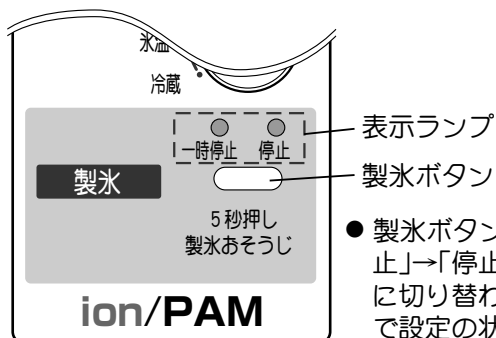 氷温
冷蔵
一時停止 停止
製氷
5秒押し
製氷おそうじ
ion/PAM
表示ランプ
製氷ボタン
● 製氷ボタン
止」→「停止
に切り替わ
で設定の状